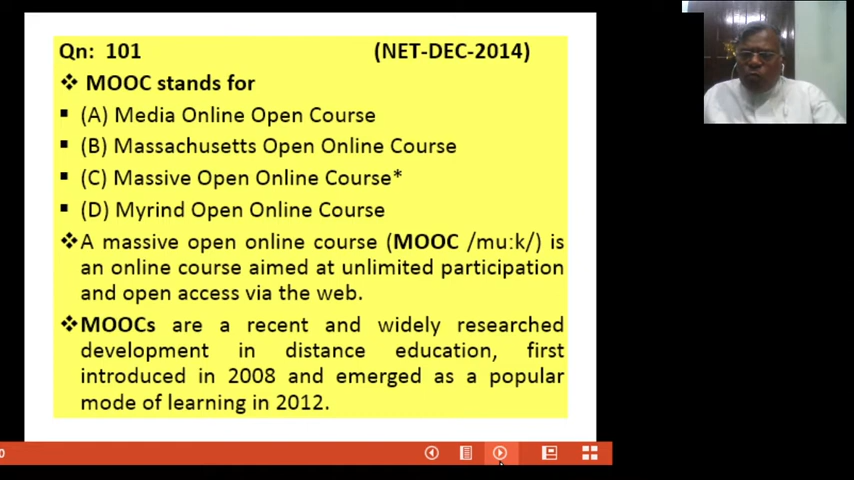 Qn: 101 (NET-DEC-2014)
❖ MOOC stands for
▪ (A) Media Online Open Course
▪ (B) Massachusetts Open Online Course
▪ (C) Massive Open Online Course*
▪ (D) Myrind Open Online Course
❖A massive open online course (MOOC /muːk/) is
an online course aimed at unlimited participation
and open access via the web.
❖MOOCs are a recent and widely researched
development in distance education, first
introduced in 2008 and emerged as a popular
mode of learning in 2012.
0